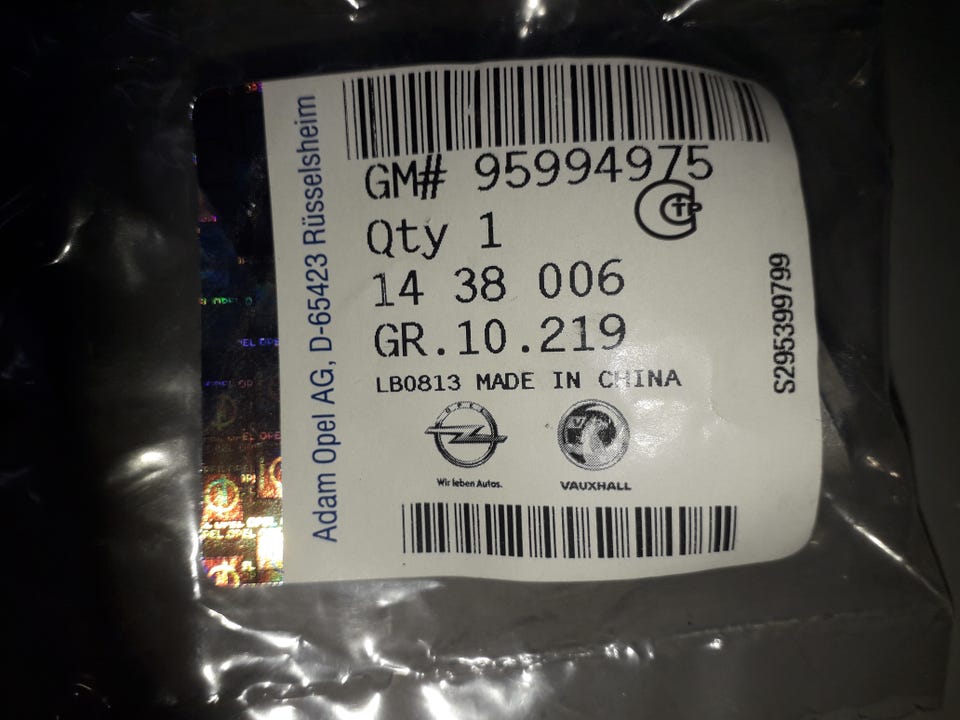 Adam Opel AG, D-65423 Rüsselsheim
GM# 95994975
Qty 1
14 38 006
GR.10.219
LB0813 MADE IN CHINA
OPEL
Wir leben Autos.
VAUXHALL
S295399799